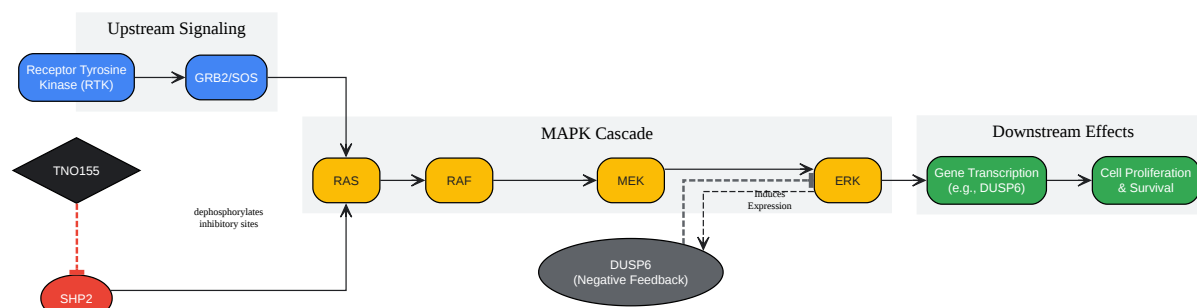 Upstream Signaling
Receptor Tyrosine
Kinase (RTK)
GRB2/SOS
MAPK Cascade
Downstream Effects
TNO155
RAS
RAF
MEK
ERK
Gene Transcription
(e.g., DUSP6)
Cell Proliferation
& Survival
Induces
Expression
dephosphorylates
inhibitory sites
DUSP6
(Negative Feedback)
SHP2